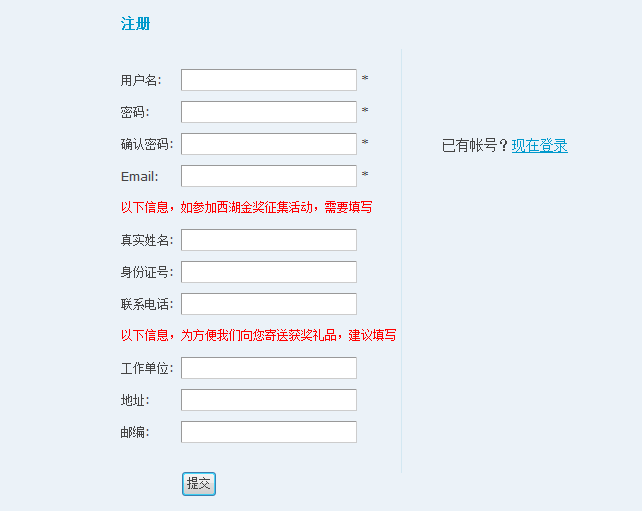 注册
用户名: *
密码: *
确认密码: *
已有帐号？现在登录
Email: *
以下信息，如参加西湖金奖征集活动，需要填写
真实姓名:
身份证号:
联系电话:
以下信息，为方便我们向您寄送获奖礼品，建议填写
工作单位:
地址:
邮编:
提交